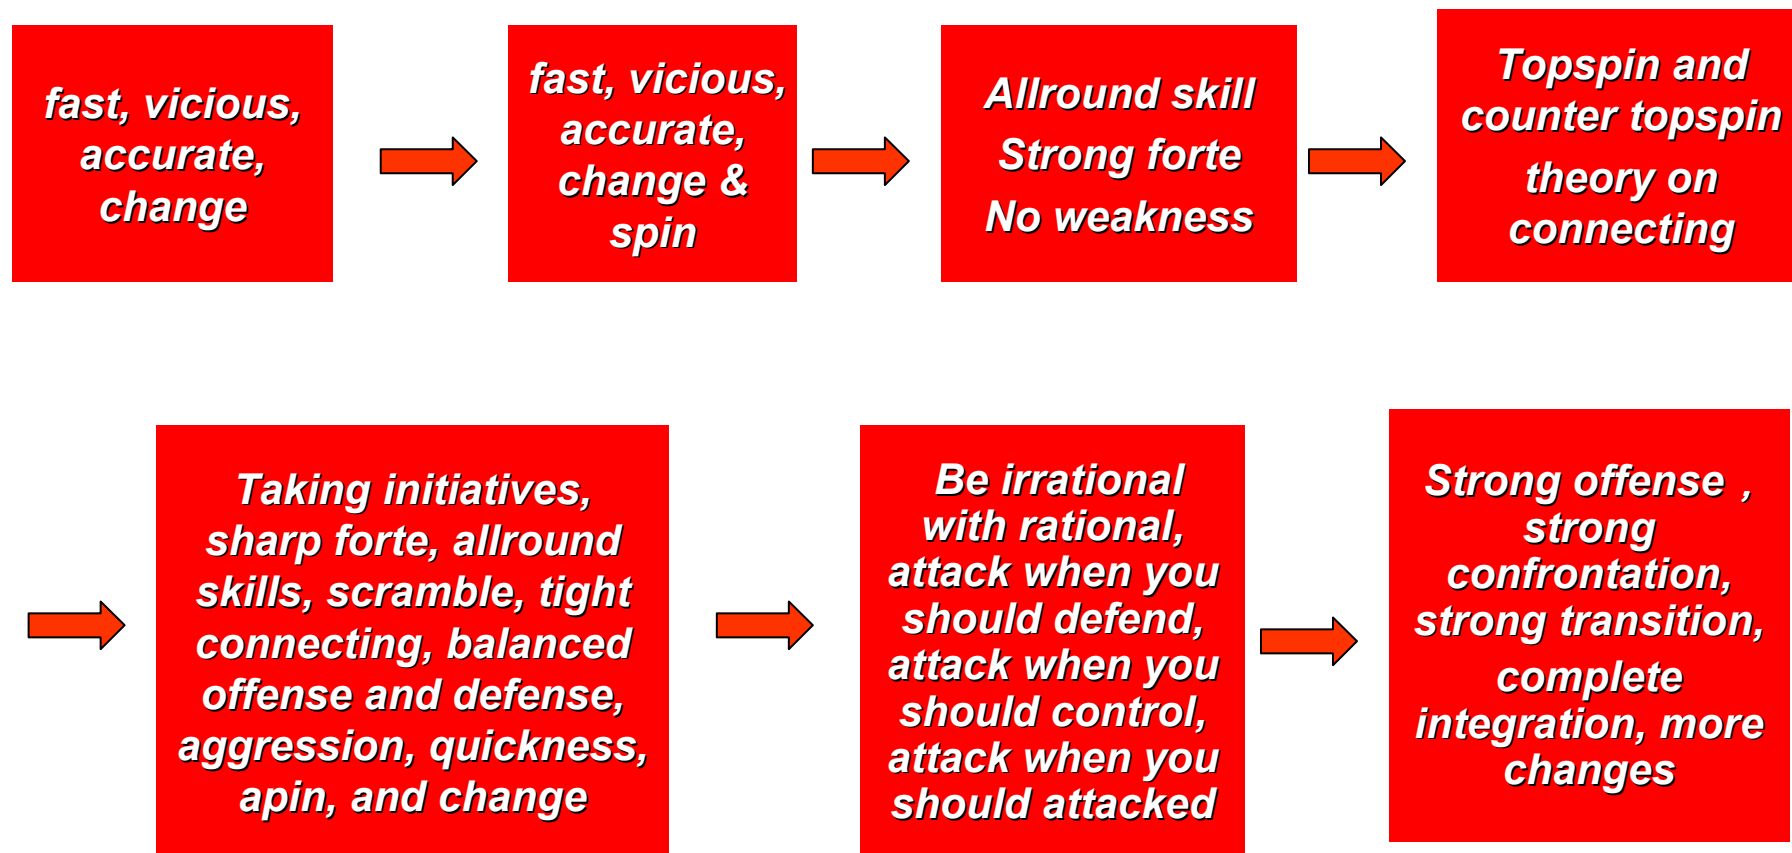 fast, vicious,
accurate,
change
fast, vicious,
accurate,
change &
spin
Allround skill
Strong forte
No weakness
Topspin and
counter topspin
theory on
connecting
Taking initiatives,
sharp forte, allround
skills, scramble, tight
connecting, balanced
offense and defense,
aggression, quickness,
apin, and change
Be irrational
with rational,
attack when you
should defend,
attack when you
should control,
attack when you
should attacked
Strong offense ,
strong
confrontation,
strong transition,
complete
integration, more
changes